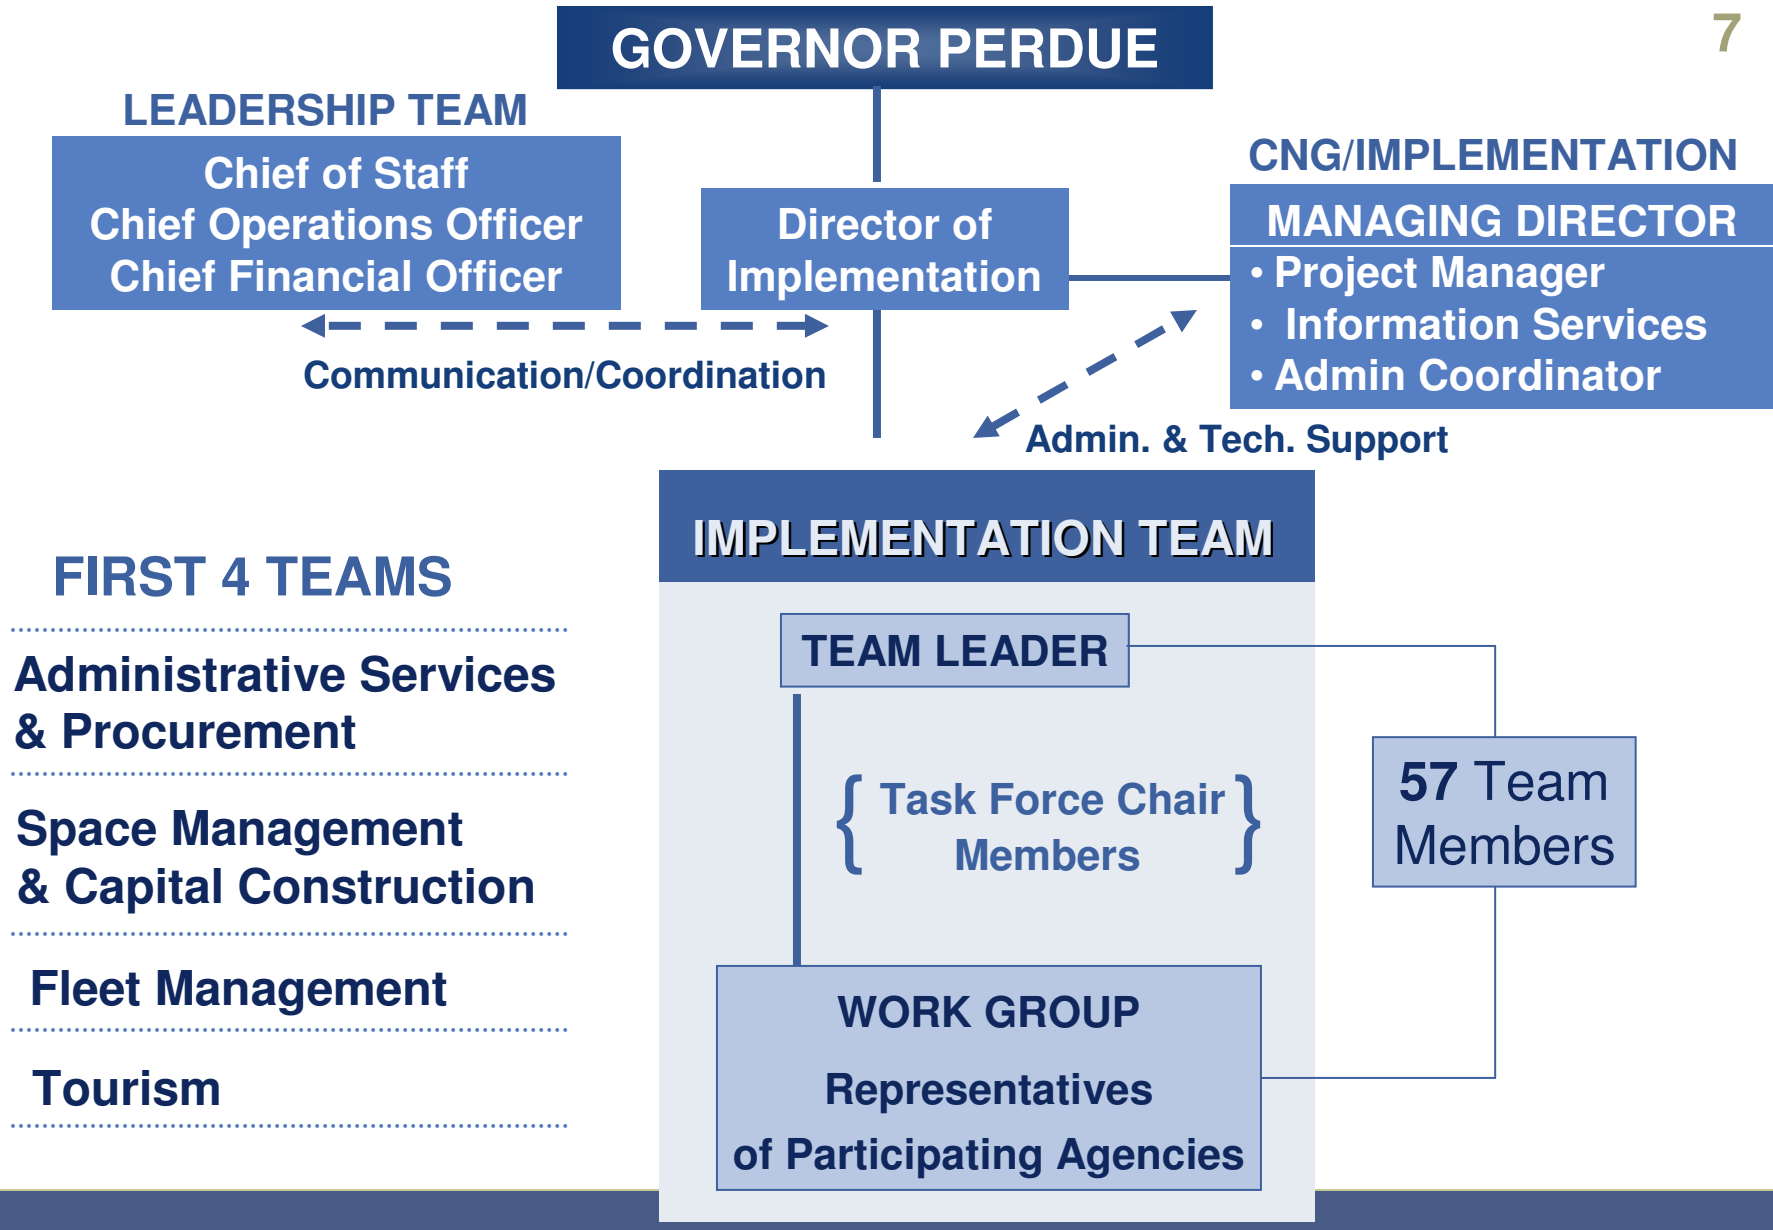 7
GOVERNOR PERDUE
LEADERSHIP TEAM
Chief of Staff
Chief Operations Officer
Chief Financial Officer
Director of
Implementation
CNG/IMPLEMENTATION
MANAGING DIRECTOR
• Project Manager
• Information Services
• Admin Coordinator
Communication/Coordination
Admin. & Tech. Support
FIRST 4 TEAMS
Administrative Services
& Procurement
Space Management
& Capital Construction
Fleet Management
Tourism
IMPLEMENTATION TEAM
TEAM LEADER
{ Task Force Chair }
Members
57 Team
Members
WORK GROUP
Representatives
of Participating Agencies